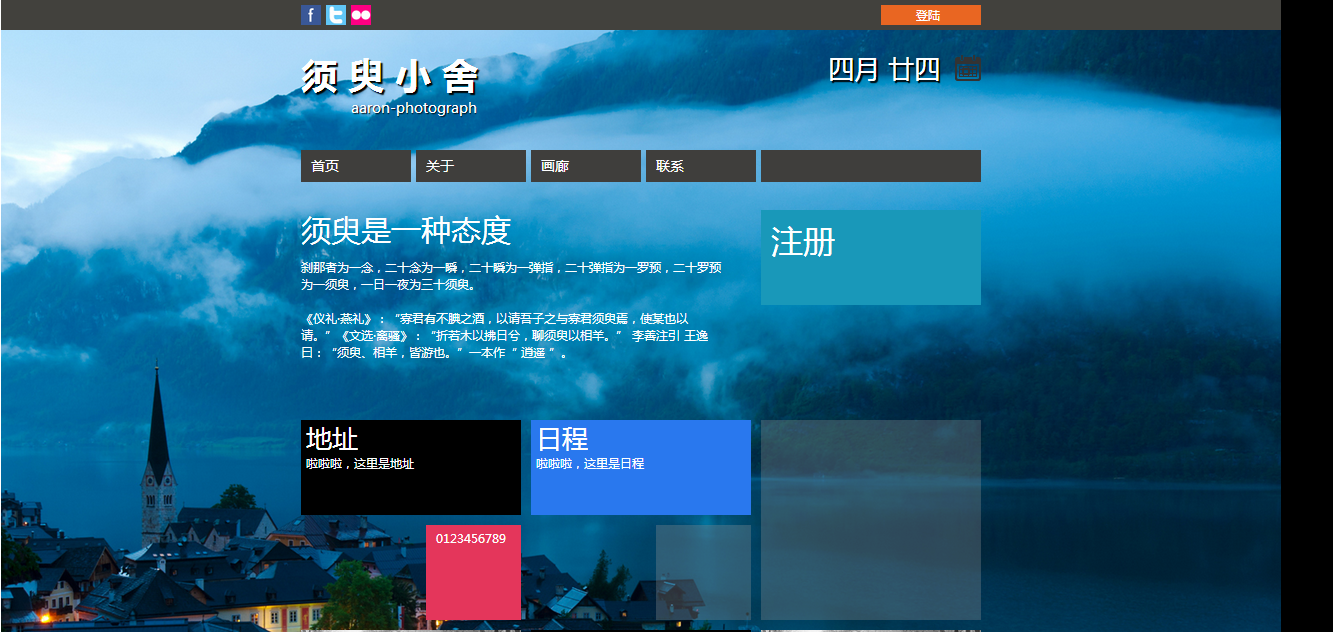 登陆
须臾小舍
aaron-photograph
四月 廿四
首页
关于
画廊
联系
须臾是一种态度
刹那者为一念，二十念为一瞬，二十瞬为一弹指，二十弹指为一罗预，二十罗预
为一须臾，一日一夜为三十须臾。
《仪礼·燕礼》：“寡君有不腆之酒，以请吾子之与寡君须臾焉，使某也以
请。”《文选·离骚》：“折若木以拂日兮，聊须臾以相羊。” 李善注引 王逸
曰：“须臾、相羊，皆游也。”一本作“ 逍遥 ”。
注册
地址
啦啦啦，这里是地址
日程
啦啦啦，这里是日程
0123456789